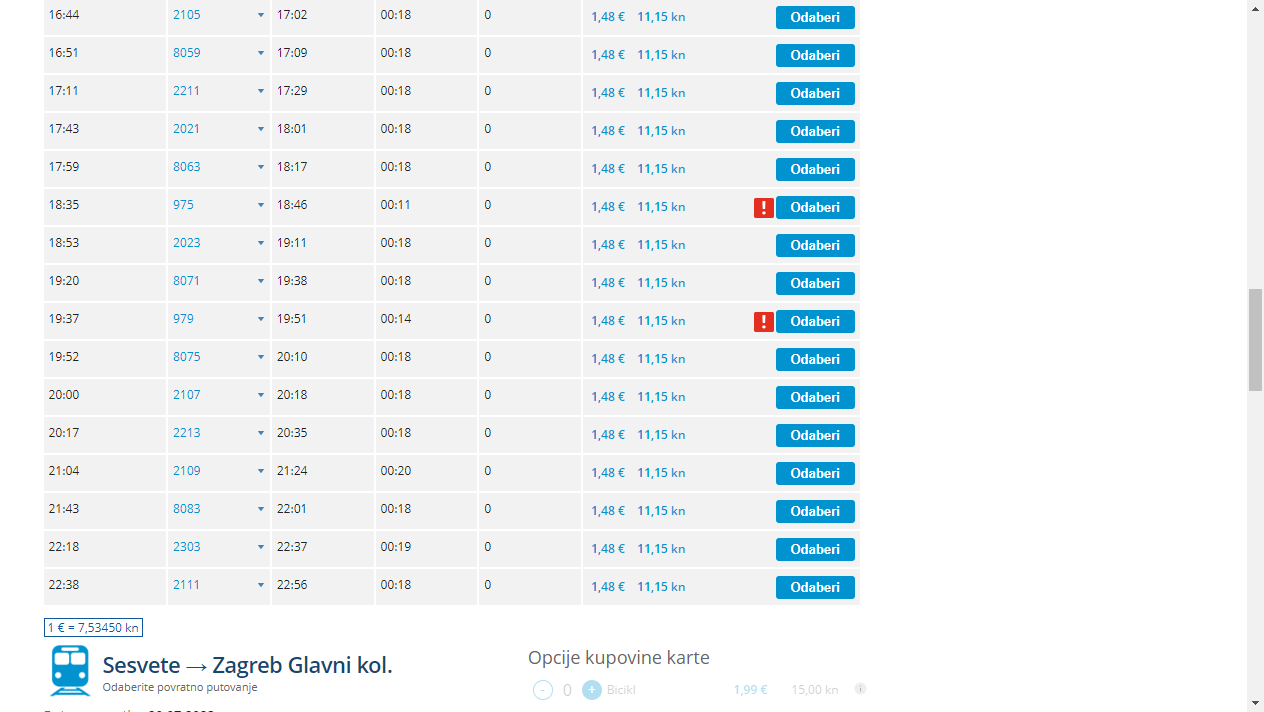 16:44 2105 17:02 00:18 0 1,48 € 11,15 kn Odaberi
16:51 8059 17:09 00:18 0 1,48 € 11,15 kn Odaberi
17:11 2211 17:29 00:18 0 1,48 € 11,15 kn Odaberi
17:43 2021 18:01 00:18 0 1,48 € 11,15 kn Odaberi
17:59 8063 18:17 00:18 0 1,48 € 11,15 kn Odaberi
18:35 975 18:46 00:11 0 1,48 € 11,15 kn ! Odaberi
18:53 2023 19:11 00:18 0 1,48 € 11,15 kn Odaberi
19:20 8071 19:38 00:18 0 1,48 € 11,15 kn Odaberi
19:37 979 19:51 00:14 0 1,48 € 11,15 kn ! Odaberi
19:52 8075 20:10 00:18 0 1,48 € 11,15 kn Odaberi
20:00 2107 20:18 00:18 0 1,48 € 11,15 kn Odaberi
20:17 2213 20:35 00:18 0 1,48 € 11,15 kn Odaberi
21:04 2109 21:24 00:20 0 1,48 € 11,15 kn Odaberi
21:43 8083 22:01 00:18 0 1,48 € 11,15 kn Odaberi
22:18 2303 22:37 00:19 0 1,48 € 11,15 kn Odaberi
22:38 2111 22:56 00:18 0 1,48 € 11,15 kn Odaberi
1 € = 7,53450 kn
Sesvete → Zagreb Glavni kol.
Odaberite povratno putovanje
Opcije kupovine karte
- 0 + Bicikl 1,99 € 15,00 kn i